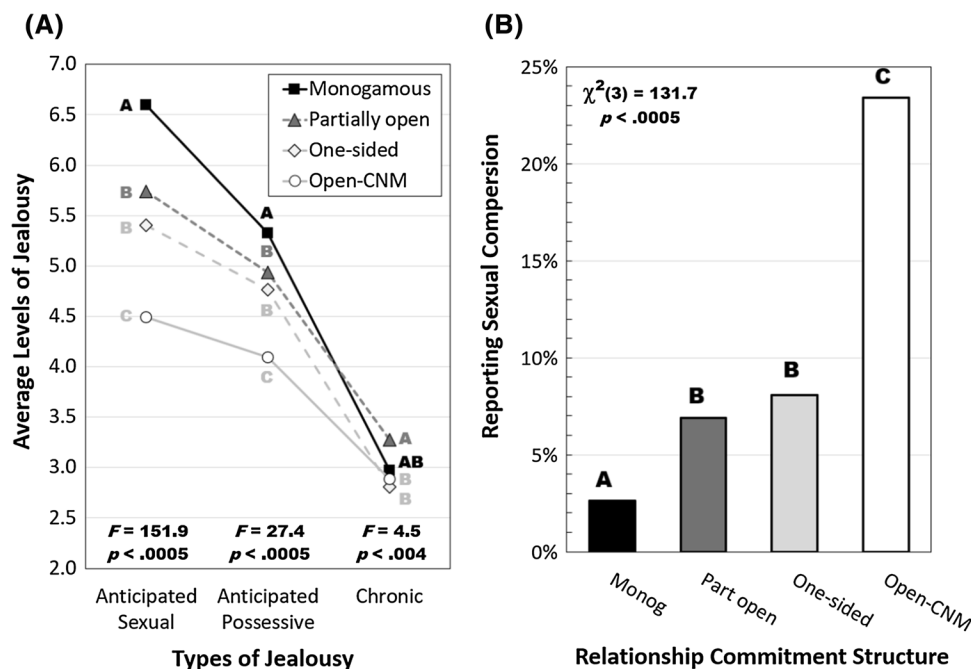 (A)
Average Levels of Jealousy
7.0
6.5
6.0
5.5
5.0
4.5
4.0
3.5
3.0
2.5
2.0
Monogamous
Partially open
One-sided
Open-CNM
A
B
B
C
A
B
B
C
A
AB
B
B
F = 151.9
p < .0005
F = 27.4
p < .0005
F = 4.5
p < .004
Anticipated
Sexual
Anticipated
Possessive
Chronic
Types of Jealousy
(B)
Reporting Sexual Compersion
25%
20%
15%
10%
5%
0%
χ²(3) = 131.7
p < .0005
A
B
B
C
Monog
Part open
One-sided
Open-CNM
Relationship Commitment Structure